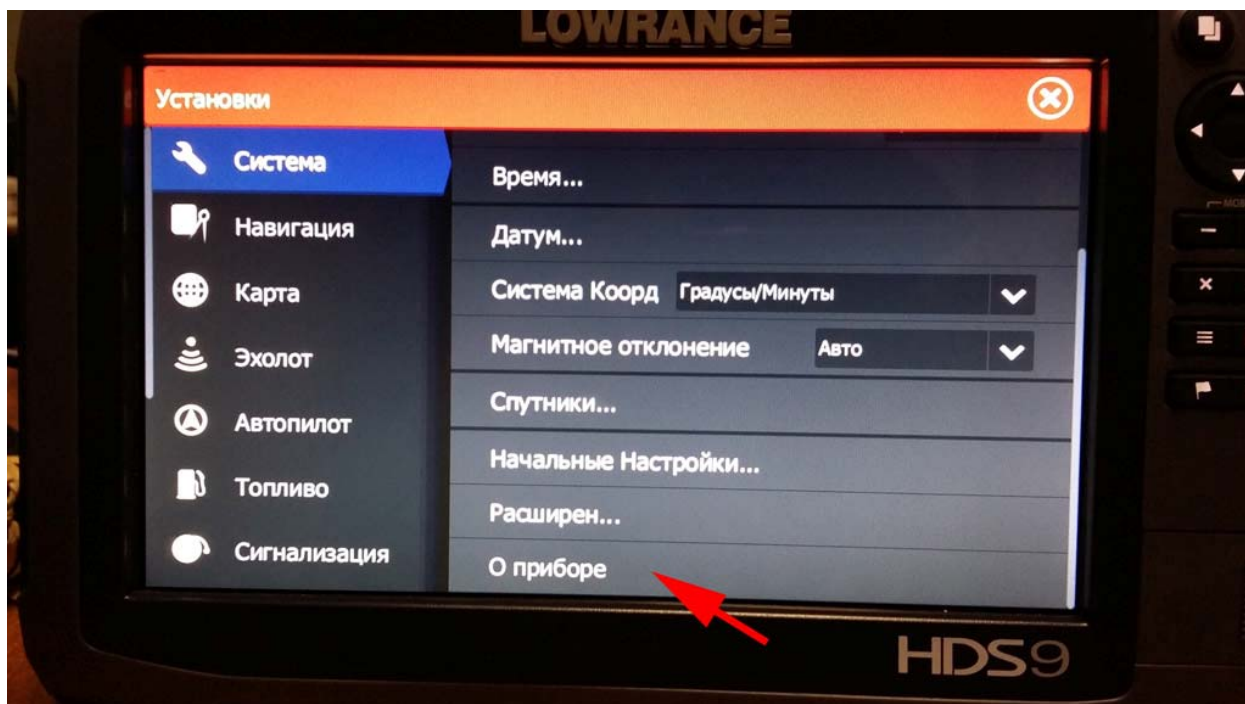 LOWRANCE
Установки
Система
Навигация
Карта
Эхолот
Автопилот
Топливо
Сигнализация
Время...
Датум...
Система Коорд Градусы/Минуты
Магнитное отклонение Авто
Спутники...
Начальные Настройки...
Расширен...
О приборе
MOB
HDS9